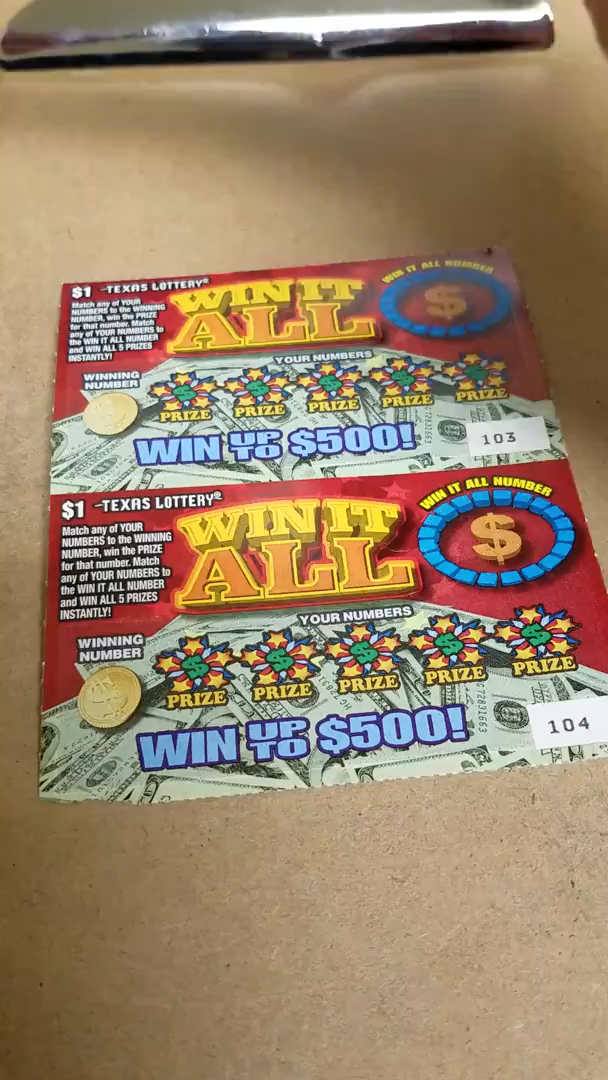 $1 -TEXAS LOTTERY®
Match any of YOUR
NUMBERS to the WINNING
NUMBER, win the PRIZE
for that number. Match
any of YOUR NUMBERS to
the WIN IT ALL NUMBER
and WIN ALL 5 PRIZES
INSTANTLY!
WIN IT
ALL
WIN IT ALL NUMBER
$
YOUR NUMBERS
WINNING
NUMBER
$ $ $ $ $
PRIZE PRIZE PRIZE PRIZE PRIZE
WIN UP TO $500!
103
$1 -TEXAS LOTTERY®
Match any of YOUR
NUMBERS to the WINNING
NUMBER, win the PRIZE
for that number. Match
any of YOUR NUMBERS to
the WIN IT ALL NUMBER
and WIN ALL 5 PRIZES
INSTANTLY!
WIN IT
ALL
WIN IT ALL NUMBER
$
YOUR NUMBERS
WINNING
NUMBER
$ $ $ $ $
PRIZE PRIZE PRIZE PRIZE PRIZE
WIN UP TO $500!
104